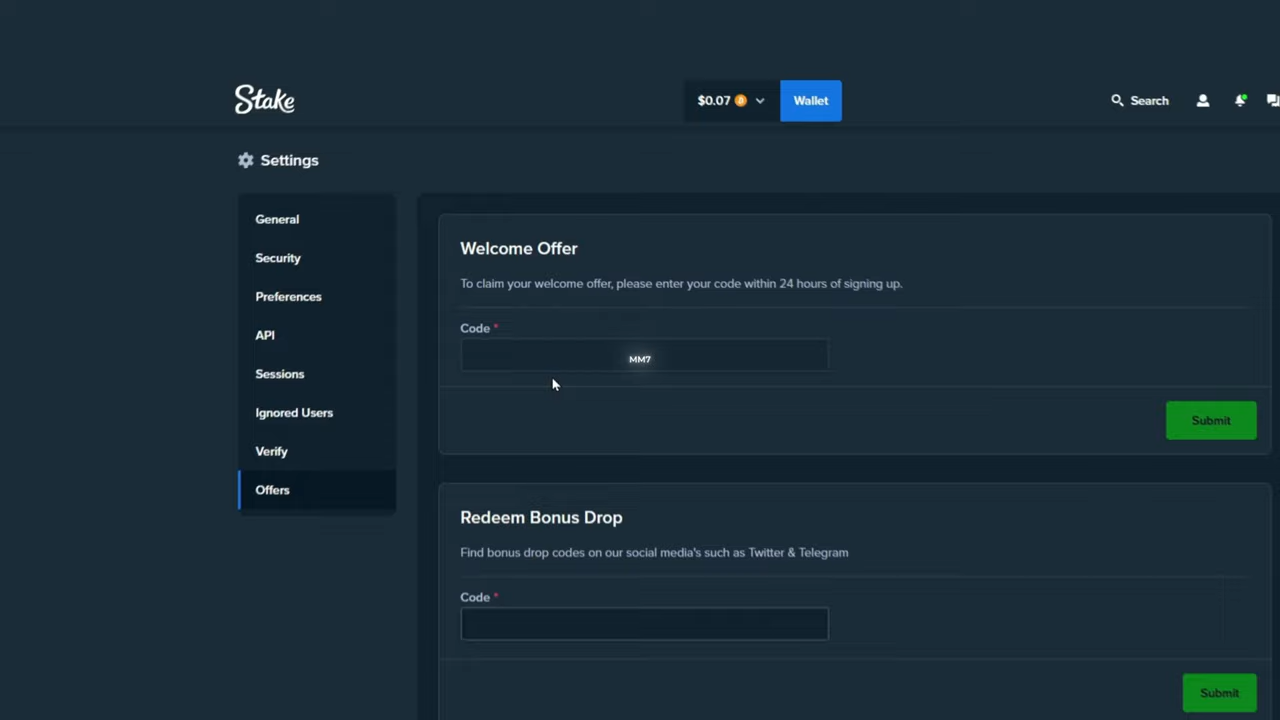 Stake
$0.07
Wallet
Search
Settings
General
Security
Preferences
API
Sessions
Ignored Users
Verify
Offers
Welcome Offer
To claim your welcome offer, please enter your code within 24 hours of signing up.
Code *
MM7
Submit
Redeem Bonus Drop
Find bonus drop codes on our social media's such as Twitter & Telegram
Code *
Submit